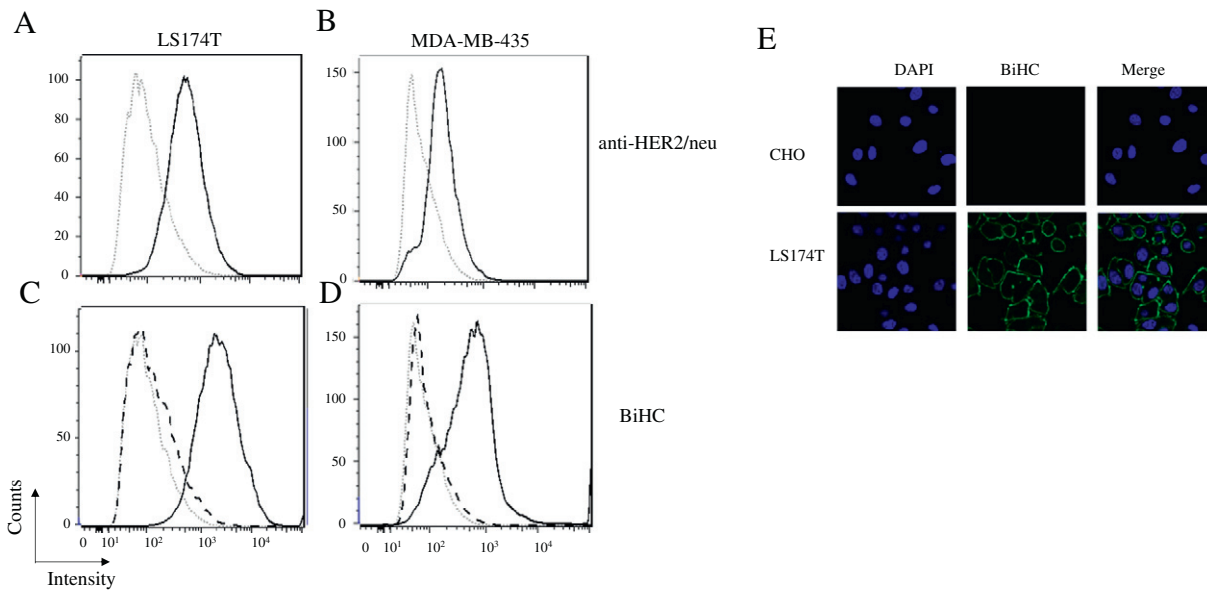 A
LS174T
100
80
60
40
20
0
B
MDA-MB-435
150
100
50
0
anti-HER2/neu
C
100
50
0
0 10¹ 10² 10³ 10⁴
D
150
100
50
0
0 10¹ 10² 10³ 10⁴
BiHC
Counts
Intensity
E
DAPI BiHC Merge
CHO
LS174T